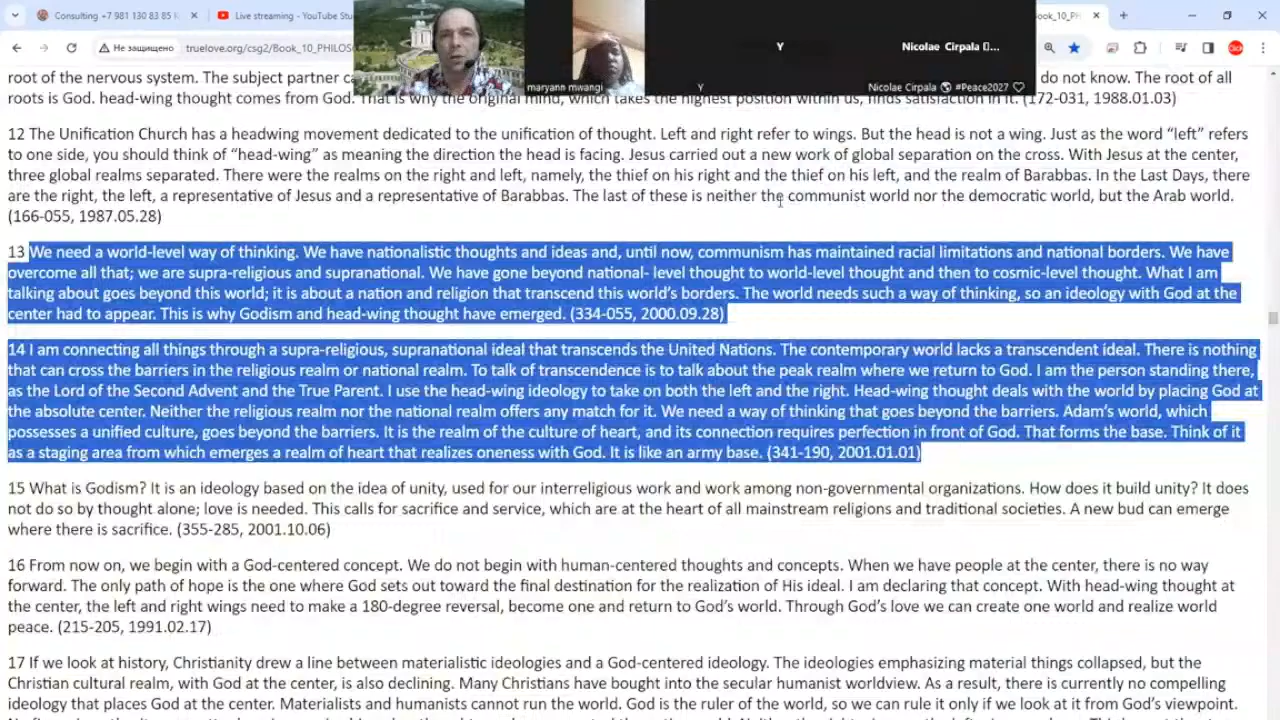 Consulting +7 981 130 83 85
Live streaming - YouTube Stu
Не защищено
truelove.org/csg2/Book_10_PHILOS
maryann mwangi
Y
Y
Nicolae Cirpala
Nicolae Cirpala #Peace2027
root of the nervous system. The subject partner ca do not know. The root of all
roots is God. head-wing thought comes from God. That is why the original mind, which takes the highest position within us, finds satisfaction in it. (172-031, 1988.01.03)
12 The Unification Church has a headwing movement dedicated to the unification of thought. Left and right refer to wings. But the head is not a wing. Just as the word “left” refers
to one side, you should think of “head-wing” as meaning the direction the head is facing. Jesus carried out a new work of global separation on the cross. With Jesus at the center,
three global realms separated. There were the realms on the right and left, namely, the thief on his right and the thief on his left, and the realm of Barabbas. In the Last Days, there
are the right, the left, a representative of Jesus and a representative of Barabbas. The last of these is neither the communist world nor the democratic world, but the Arab world.
(166-055, 1987.05.28)
13 We need a world-level way of thinking. We have nationalistic thoughts and ideas and, until now, communism has maintained racial limitations and national borders. We have
overcome all that; we are supra-religious and supranational. We have gone beyond national- level thought to world-level thought and then to cosmic-level thought. What I am
talking about goes beyond this world; it is about a nation and religion that transcend this world’s borders. The world needs such a way of thinking, so an ideology with God at the
center had to appear. This is why Godism and head-wing thought have emerged. (334-055, 2000.09.28)
14 I am connecting all things through a supra-religious, supranational ideal that transcends the United Nations. The contemporary world lacks a transcendent ideal. There is nothing
that can cross the barriers in the religious realm or national realm. To talk of transcendence is to talk about the peak realm where we return to God. I am the person standing there,
as the Lord of the Second Advent and the True Parent. I use the head-wing ideology to take on both the left and the right. Head-wing thought deals with the world by placing God at
the absolute center. Neither the religious realm nor the national realm offers any match for it. We need a way of thinking that goes beyond the barriers. Adam’s world, which
possesses a unified culture, goes beyond the barriers. It is the realm of the culture of heart, and its connection requires perfection in front of God. That forms the base. Think of it
as a staging area from which emerges a realm of heart that realizes oneness with God. It is like an army base. (341-190, 2001.01.01)
15 What is Godism? It is an ideology based on the idea of unity, used for our interreligious work and work among non-governmental organizations. How does it build unity? It does
not do so by thought alone; love is needed. This calls for sacrifice and service, which are at the heart of all mainstream religions and traditional societies. A new bud can emerge
where there is sacrifice. (355-285, 2001.10.06)
16 From now on, we begin with a God-centered concept. We do not begin with human-centered thoughts and concepts. When we have people at the center, there is no way
forward. The only path of hope is the one where God sets out toward the final destination for the realization of His ideal. I am declaring that concept. With head-wing thought at
the center, the left and right wings need to make a 180-degree reversal, become one and return to God’s world. Through God’s love we can create one world and realize world
peace. (215-205, 1991.02.17)
17 If we look at history, Christianity drew a line between materialistic ideologies and a God-centered ideology. The ideologies emphasizing material things collapsed, but the
Christian cultural realm, with God at the center, is also declining. Many Christians have bought into the secular humanist worldview. As a result, there is currently no compelling
ideology that places God at the center. Materialists and humanists cannot run the world. God is the ruler of the world, so we can rule it only if we look at it from God’s viewpoint.